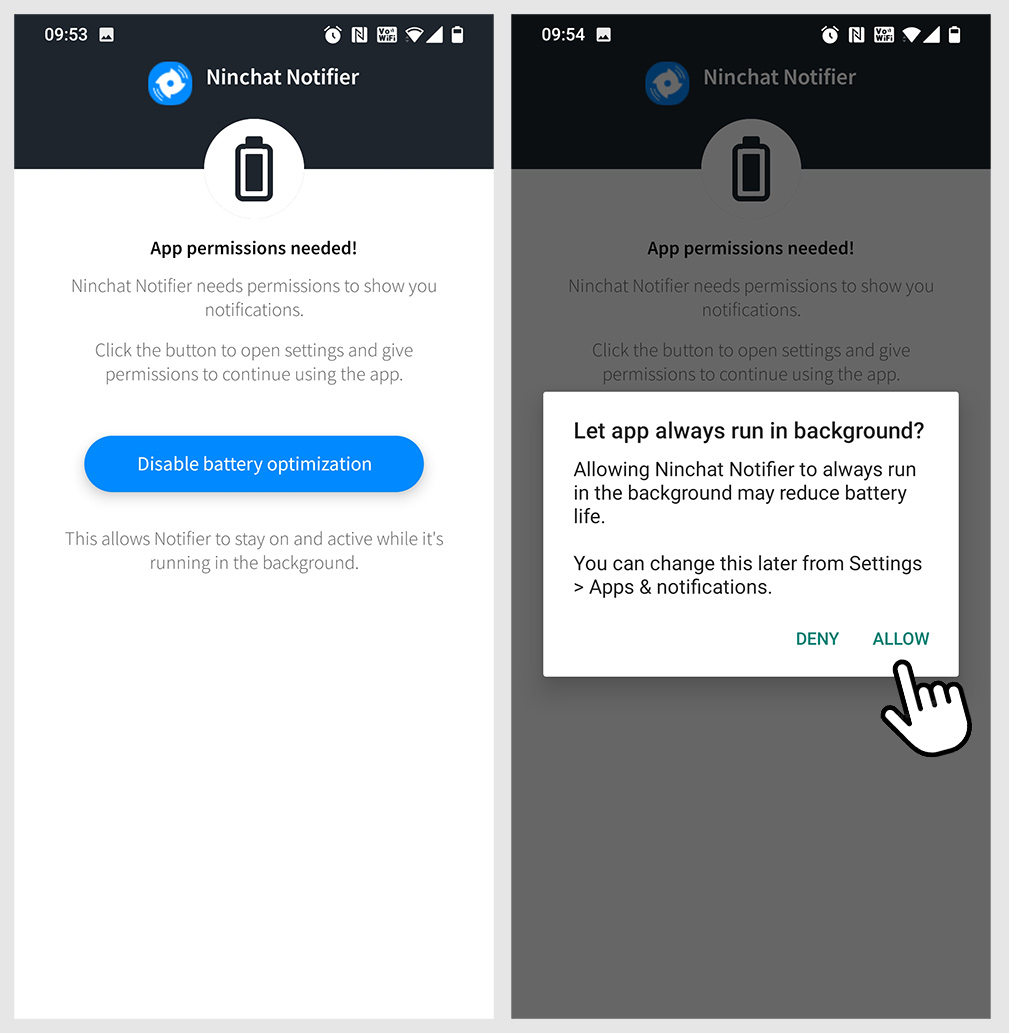 09:53
Vo
WiFi
Ninchat Notifier
App permissions needed!
Ninchat Notifier needs permissions to show you
notifications.
Click the button to open settings and give
permissions to continue using the app.
Disable battery optimization
This allows Notifier to stay on and active while it's
running in the background.
09:54
Vo
WiFi
Ninchat Notifier
App permissions needed!
Ninchat Notifier needs permissions to show you
notifications.
Click the button to open settings and give
permissions to continue using the app.
Let app always run in background?
Allowing Ninchat Notifier to always run
in the background may reduce battery
life.
You can change this later from Settings
> Apps & notifications.
DENY ALLOW